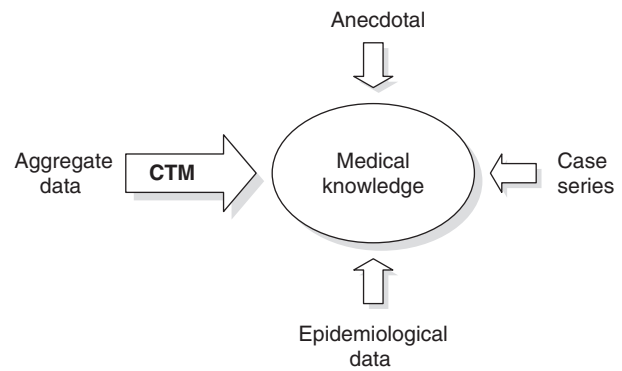 Anecdotal
Aggregate
data
CTM
Medical
knowledge
Case
series
Epidemiological
data